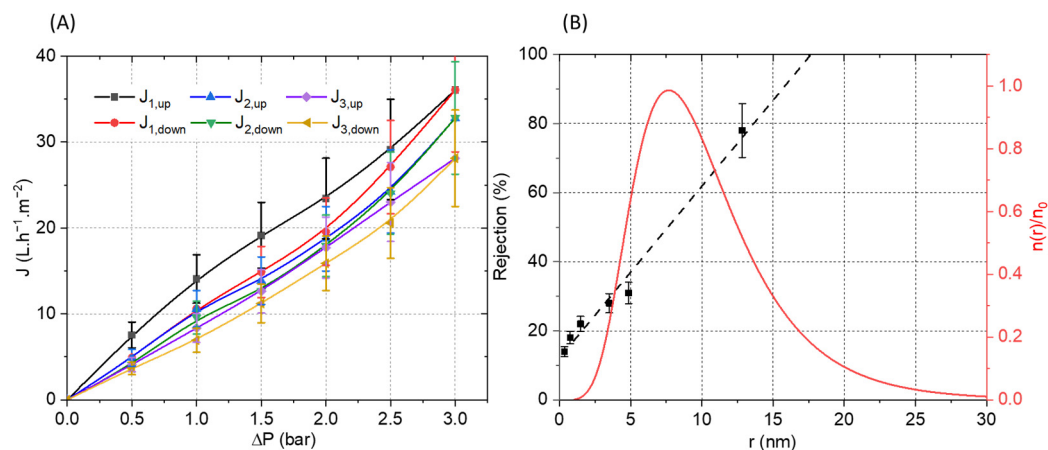 (A)
J (L.h⁻¹.m⁻²)
40
30
20
10
0
J1,up
J2,up
J3,up
J1,down
J2,down
J3,down
0.0 0.5 1.0 1.5 2.0 2.5 3.0
ΔP (bar)
(B)
Rejection (%)
100
80
60
40
20
0
0 5 10 15 20 25 30
r (nm)
1.0
0.8
0.6
0.4
0.2
0.0
n(r)/n0